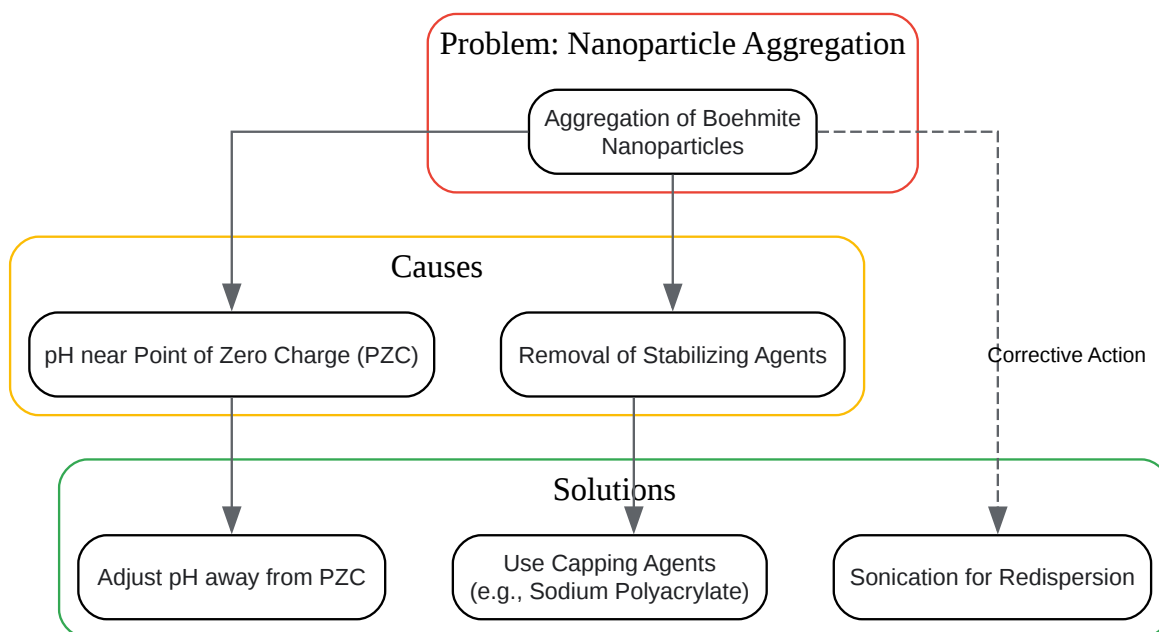 Problem: Nanoparticle Aggregation
Aggregation of Boehmite
Nanoparticles
Causes
pH near Point of Zero Charge (PZC)
Removal of Stabilizing Agents
Corrective Action
Solutions
Adjust pH away from PZC
Use Capping Agents
(e.g., Sodium Polyacrylate)
Sonication for Redispersion